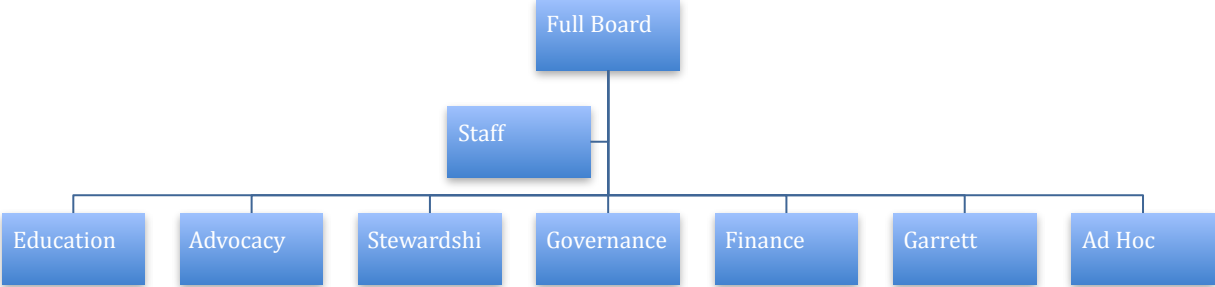 Full Board
Staff
Education
Advocacy
Stewardshi
Governance
Finance
Garrett
Ad Hoc